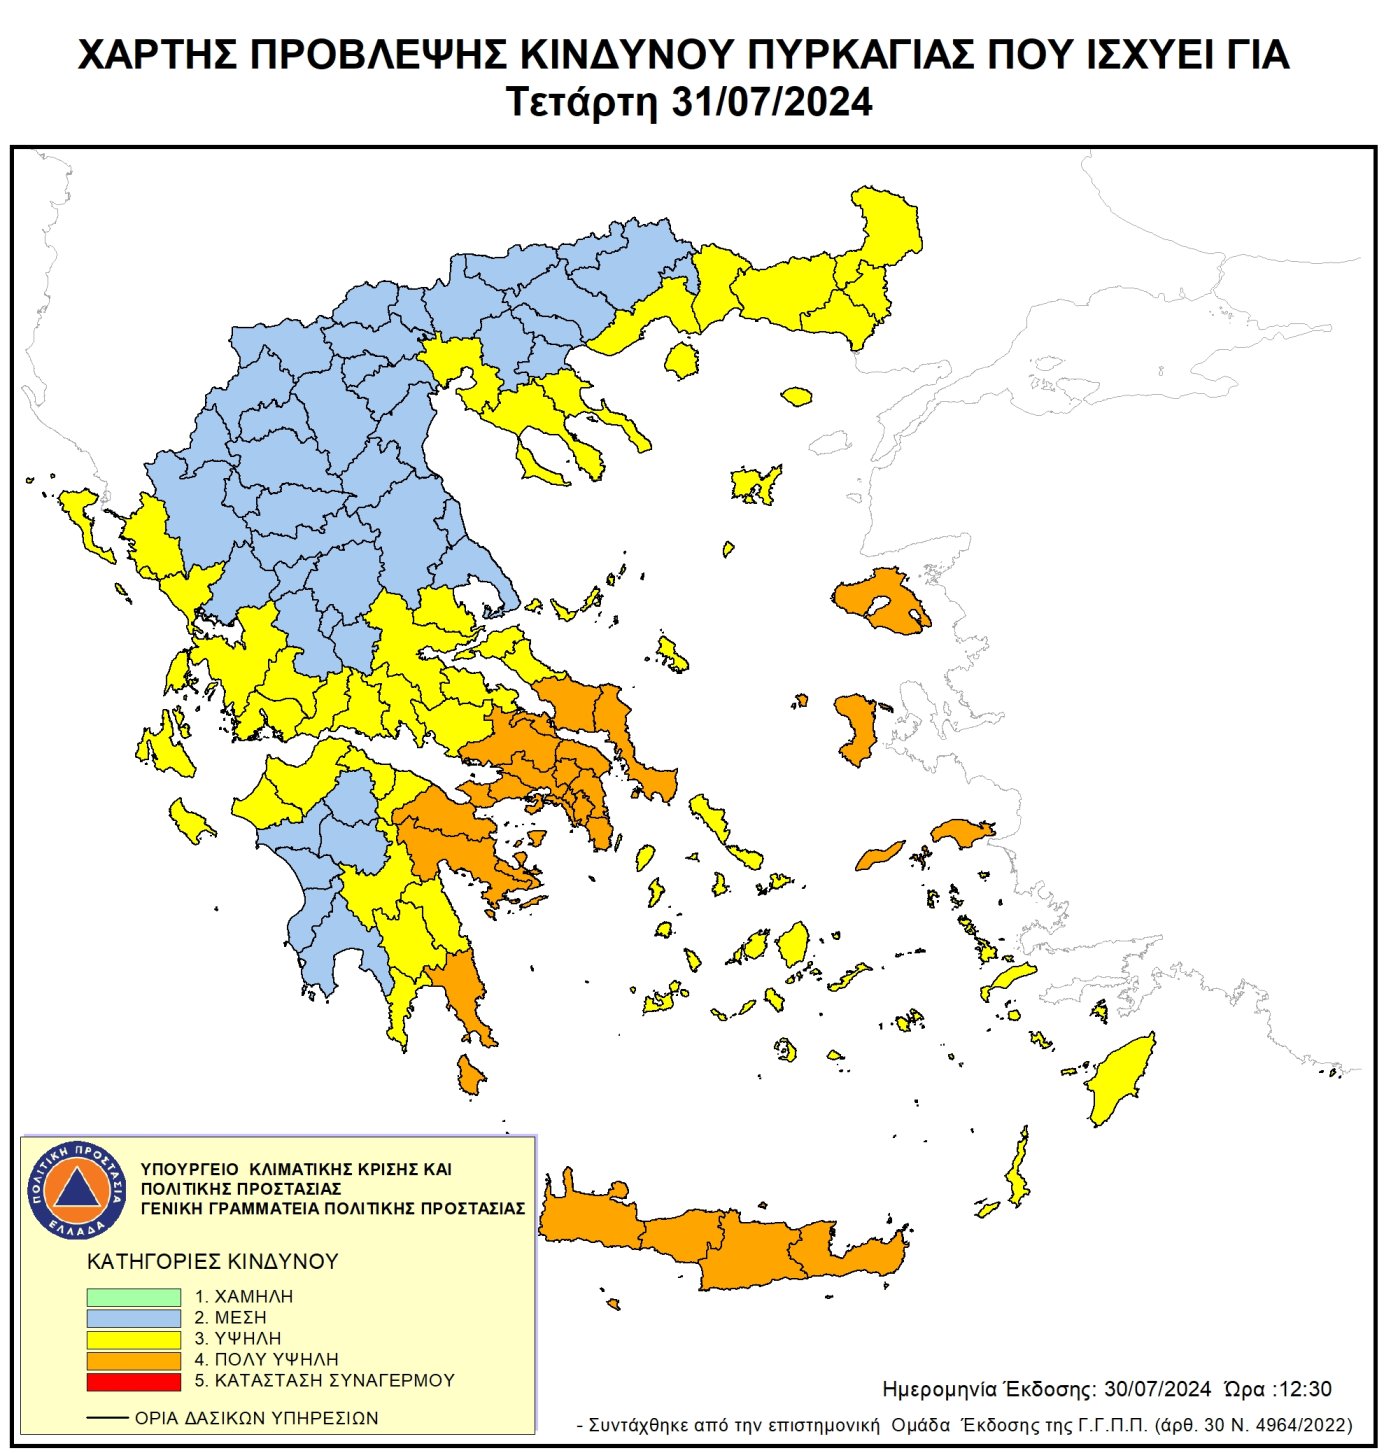 ΧΑΡΤΗΣ ΠΡΟΒΛΕΨΗΣ ΚΙΝΔΥΝΟΥ ΠΥΡΚΑΓΙΑΣ ΠΟΥ ΙΣΧΥΕΙ ΓΙΑ
Τετάρτη 31/07/2024
ΠΟΛΙΤΙΚΗ ΠΡΟΣΤΑΣΙΑ
ΕΛΛΑΔΑ
ΥΠΟΥΡΓΕΙΟ ΚΛΙΜΑΤΙΚΗΣ ΚΡΙΣΗΣ ΚΑΙ
ΠΟΛΙΤΙΚΗΣ ΠΡΟΣΤΑΣΙΑΣ
ΓΕΝΙΚΗ ΓΡΑΜΜΑΤΕΙΑ ΠΟΛΙΤΙΚΗΣ ΠΡΟΣΤΑΣΙΑΣ
ΚΑΤΗΓΟΡΙΕΣ ΚΙΝΔΥΝΟΥ
1. ΧΑΜΗΛΗ
2. ΜΕΣΗ
3. ΥΨΗΛΗ
4. ΠΟΛΥ ΥΨΗΛΗ
5. ΚΑΤΑΣΤΑΣΗ ΣΥΝΑΓΕΡΜΟΥ
ΟΡΙΑ ΔΑΣΙΚΩΝ ΥΠΗΡΕΣΙΩΝ
Ημερομηνία Έκδοσης: 30/07/2024 Ώρα :12:30
- Συντάχθηκε από την επιστημονική Ομάδα Έκδοσης της Γ.Γ.Π.Π. (άρθ. 30 Ν. 4964/2022)